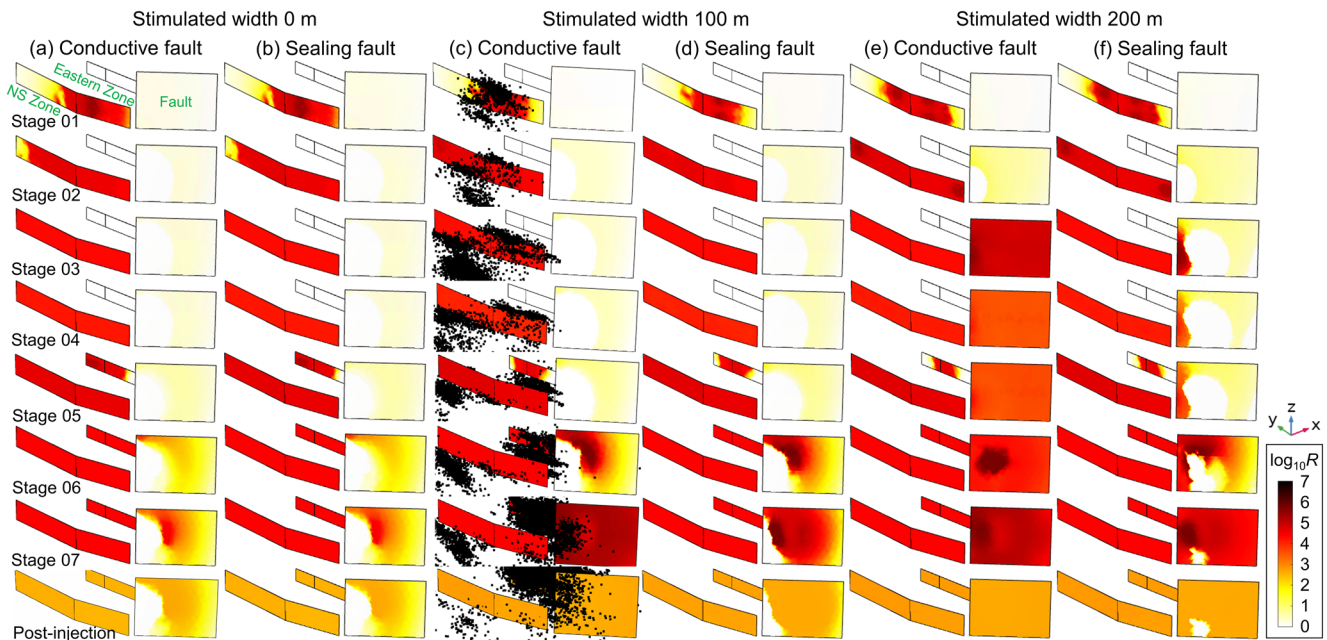 Stimulated width 0 m Stimulated width 100 m Stimulated width 200 m
(a) Conductive fault (b) Sealing fault (c) Conductive fault (d) Sealing fault (e) Conductive fault (f) Sealing fault
Eastern Zone
NS Zone
Fault
Stage 01
Stage 02
Stage 03
Stage 04
Stage 05
Stage 06
Stage 07
Post-injection
z
y x
log₁₀R
7
6
5
4
3
2
1
0